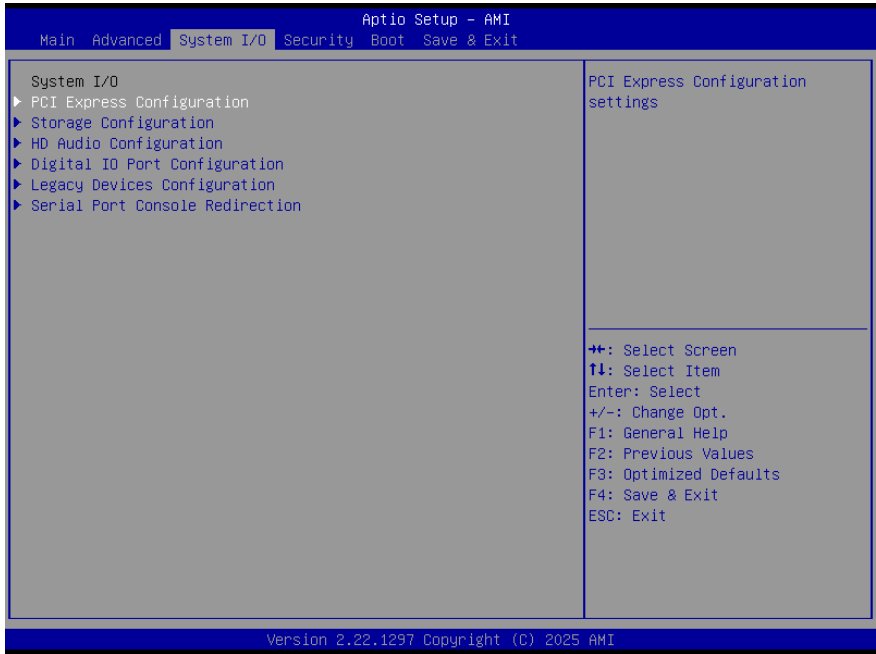 Aptio Setup – AMI
Main Advanced System I/O Security Boot Save & Exit
System I/O
PCI Express Configuration
Storage Configuration
HD Audio Configuration
Digital IO Port Configuration
Legacy Devices Configuration
Serial Port Console Redirection
PCI Express Configuration
settings
→←: Select Screen
↑↓: Select Item
Enter: Select
+/-: Change Opt.
F1: General Help
F2: Previous Values
F3: Optimized Defaults
F4: Save & Exit
ESC: Exit
Version 2.22.1297 Copyright (C) 2025 AMI